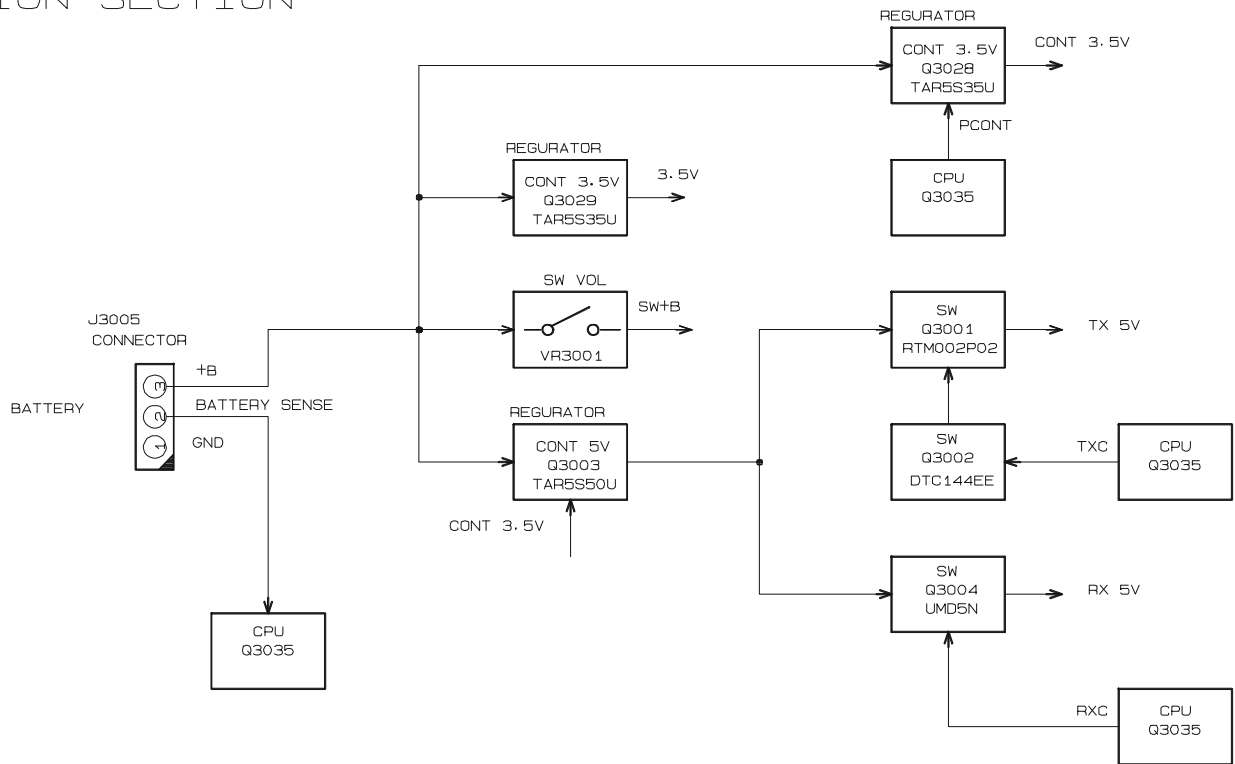 SECTION
REGURATOR
CONT 3.5V
Q3028
TAR5S35U
CONT 3.5V
PCONT
CPU
Q3035
REGURATOR
CONT 3.5V
Q3029
TAR5S35U
3.5V
SW VOL
VR3001
SW+B
J3005
CONNECTOR
BATTERY
3
2
1
+B
BATTERY SENSE
GND
REGURATOR
CONT 5V
Q3003
TAR5S50U
CONT 3.5V
SW
Q3001
RTM002P02
TX 5V
SW
Q3002
DTC144EE
TXC
CPU
Q3035
SW
Q3004
UMD5N
RX 5V
RXC
CPU
Q3035
CPU
Q3035